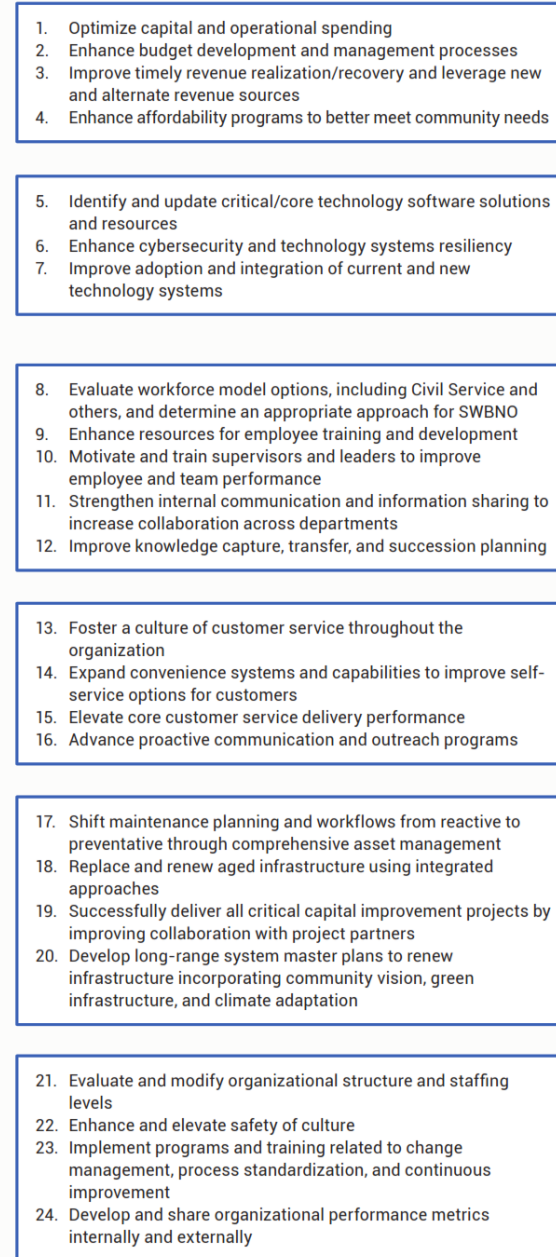 1. Optimize capital and operational spending
2. Enhance budget development and management processes
3. Improve timely revenue realization/recovery and leverage new
and alternate revenue sources
4. Enhance affordability programs to better meet community needs
5. Identify and update critical/core technology software solutions
and resources
6. Enhance cybersecurity and technology systems resiliency
7. Improve adoption and integration of current and new
technology systems
8. Evaluate workforce model options, including Civil Service and
others, and determine an appropriate approach for SWBNO
9. Enhance resources for employee training and development
10. Motivate and train supervisors and leaders to improve
employee and team performance
11. Strengthen internal communication and information sharing to
increase collaboration across departments
12. Improve knowledge capture, transfer, and succession planning
13. Foster a culture of customer service throughout the
organization
14. Expand convenience systems and capabilities to improve self-
service options for customers
15. Elevate core customer service delivery performance
16. Advance proactive communication and outreach programs
17. Shift maintenance planning and workflows from reactive to
preventative through comprehensive asset management
18. Replace and renew aged infrastructure using integrated
approaches
19. Successfully deliver all critical capital improvement projects by
improving collaboration with project partners
20. Develop long-range system master plans to renew
infrastructure incorporating community vision, green
infrastructure, and climate adaptation
21. Evaluate and modify organizational structure and staffing
levels
22. Enhance and elevate safety of culture
23. Implement programs and training related to change
management, process standardization, and continuous
improvement
24. Develop and share organizational performance metrics
internally and externally